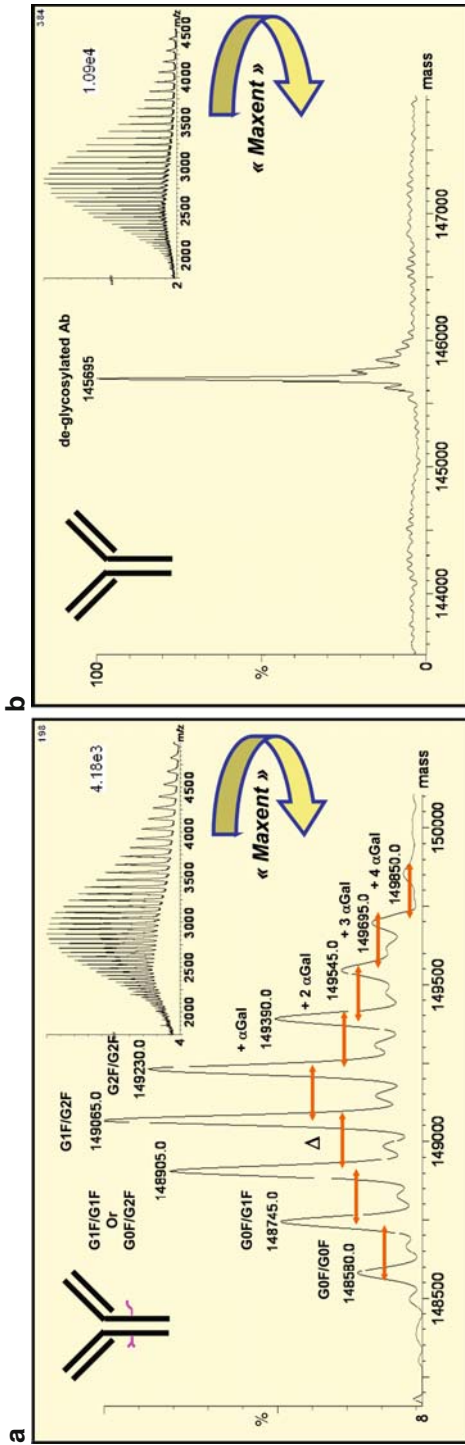 a
198
4.18e3
2000
2500
3000
3500
4000
4500
m/z
4
« Maxent »
G1F/G1F
Or
G0F/G2F
148905.0
G1F/G2F
149065.0
G2F/G2F
149230.0
G0F/G1F
148745.0
G0F/G0F
148580.0
Δ
+ αGal
149390.0
+ 2 αGal
149545.0
+ 3 αGal
149695.0
+ 4 αGal
149850.0
%
8
148500
149000
149500
150000
mass
b
384
1.09e4
2000
2500
3000
3500
4000
4500
m/z
2
« Maxent »
de-glycosylated Ab
145695
100
%
0
144000
145000
146000
147000
mass